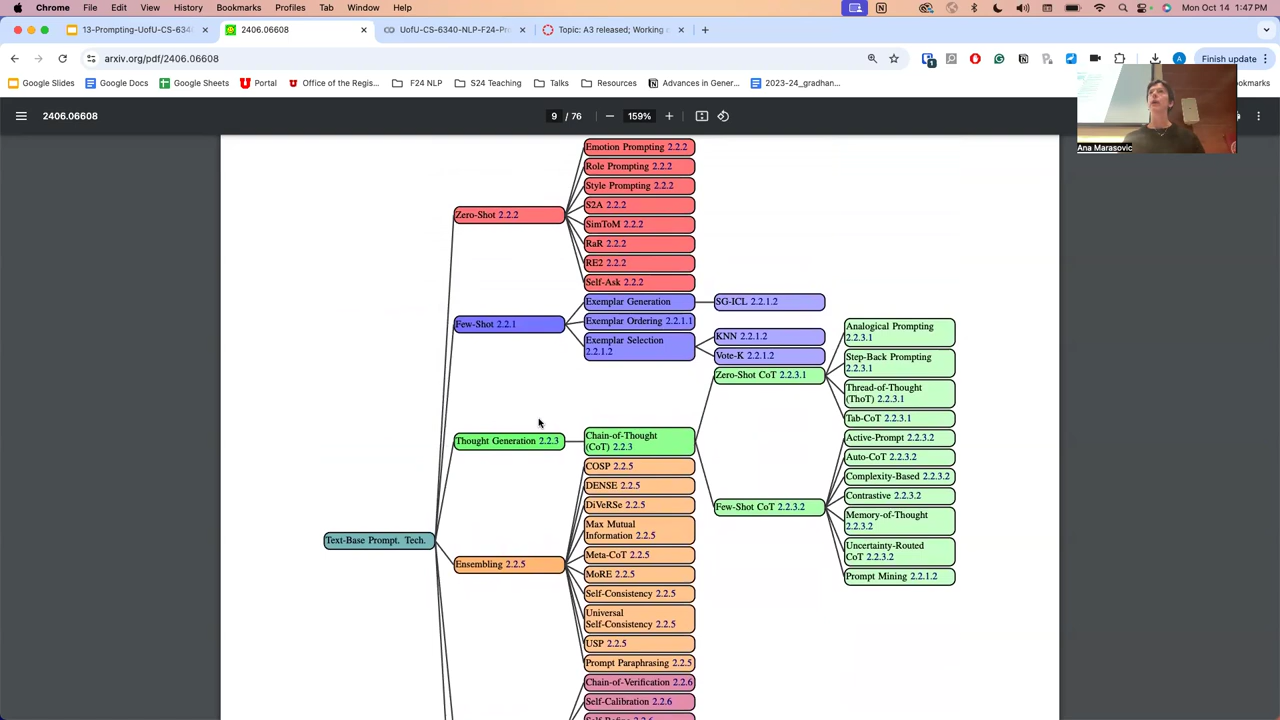 Chrome File Edit View History Bookmarks Profiles Tab Window Help Mon Oct 14 1:47 PM
13-Prompting-UofU-CS-6340- 2406.06608 UofU-CS-6340-NLP-F24-Pro Topic: A3 released; Working o
arxiv.org/pdf/2406.06608 Finish update
Google Slides Google Docs Google Sheets Portal Office of the Regis... F24 NLP S24 Teaching Talks Resources Advances in Gener... 2023-24_gradhan...
2406.06608 9 / 76 159%
Ana Marasovic
Emotion Prompting 2.2.2
Role Prompting 2.2.2
Style Prompting 2.2.2
S2A 2.2.2
Zero-Shot 2.2.2
SimToM 2.2.2
RaR 2.2.2
RE2 2.2.2
Self-Ask 2.2.2
Exemplar Generation SG-ICL 2.2.1.2
Few-Shot 2.2.1 Exemplar Ordering 2.2.1.1
Exemplar Selection
2.2.1.2
KNN 2.2.1.2
Vote-K 2.2.1.2
Zero-Shot CoT 2.2.3.1
Analogical Prompting
2.2.3.1
Step-Back Prompting
2.2.3.1
Thread-of-Thought
(ThoT) 2.2.3.1
Tab-CoT 2.2.3.1
Thought Generation 2.2.3
Chain-of-Thought
(CoT) 2.2.3
Active-Prompt 2.2.3.2
Auto-CoT 2.2.3.2
Complexity-Based 2.2.3.2
Contrastive 2.2.3.2
Few-Shot CoT 2.2.3.2
Memory-of-Thought
2.2.3.2
Uncertainty-Routed
CoT 2.2.3.2
Prompt Mining 2.2.1.2
COSP 2.2.5
DENSE 2.2.5
DiVeRSe 2.2.5
Max Mutual
Information 2.2.5
Text-Base Prompt. Tech.
Meta-CoT 2.2.5
Ensembling 2.2.5
MoRE 2.2.5
Self-Consistency 2.2.5
Universal
Self-Consistency 2.2.5
USP 2.2.5
Prompt Paraphrasing 2.2.5
Chain-of-Verification 2.2.6
Self-Calibration 2.2.6
Self-Refine 2.2.6